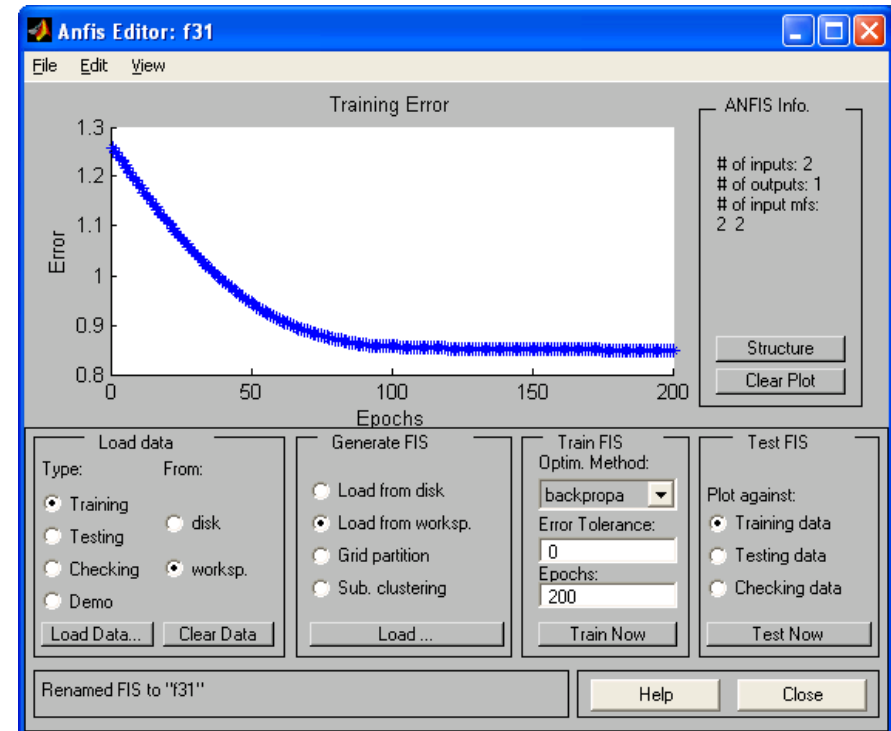 Anfis Editor: f31
File Edit View
Training Error
1.3
1.2
1.1
1
0.9
0.8
Error
0 50 100 150 200
Epochs
ANFIS Info.
# of inputs: 2
# of outputs: 1
# of input mfs:
2 2
Structure
Clear Plot
Load data
Type: From:
Training
Testing
Checking
Demo
disk
worksp.
Load Data... Clear Data
Generate FIS
Load from disk
Load from worksp.
Grid partition
Sub. clustering
Load ...
Train FIS
Optim. Method:
backpropa
Error Tolerance:
0
Epochs:
200
Train Now
Test FIS
Plot against:
Training data
Testing data
Checking data
Test Now
Renamed FIS to "f31"
Help Close